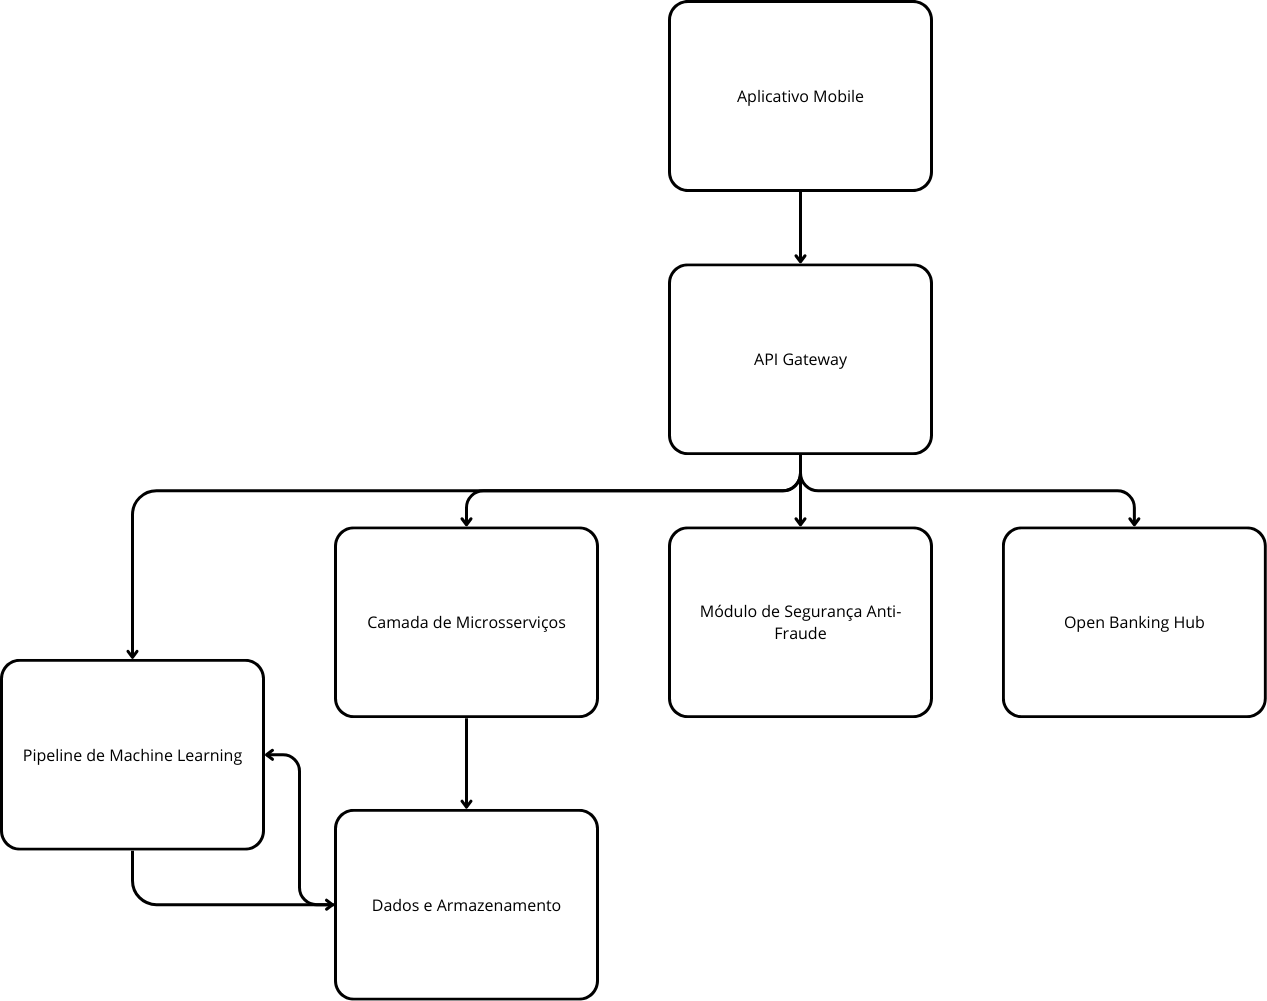 Aplicativo Mobile
API Gateway
Camada de Microsserviços
Módulo de Segurança Anti-
Fraude
Open Banking Hub
Pipeline de Machine Learning
Dados e Armazenamento